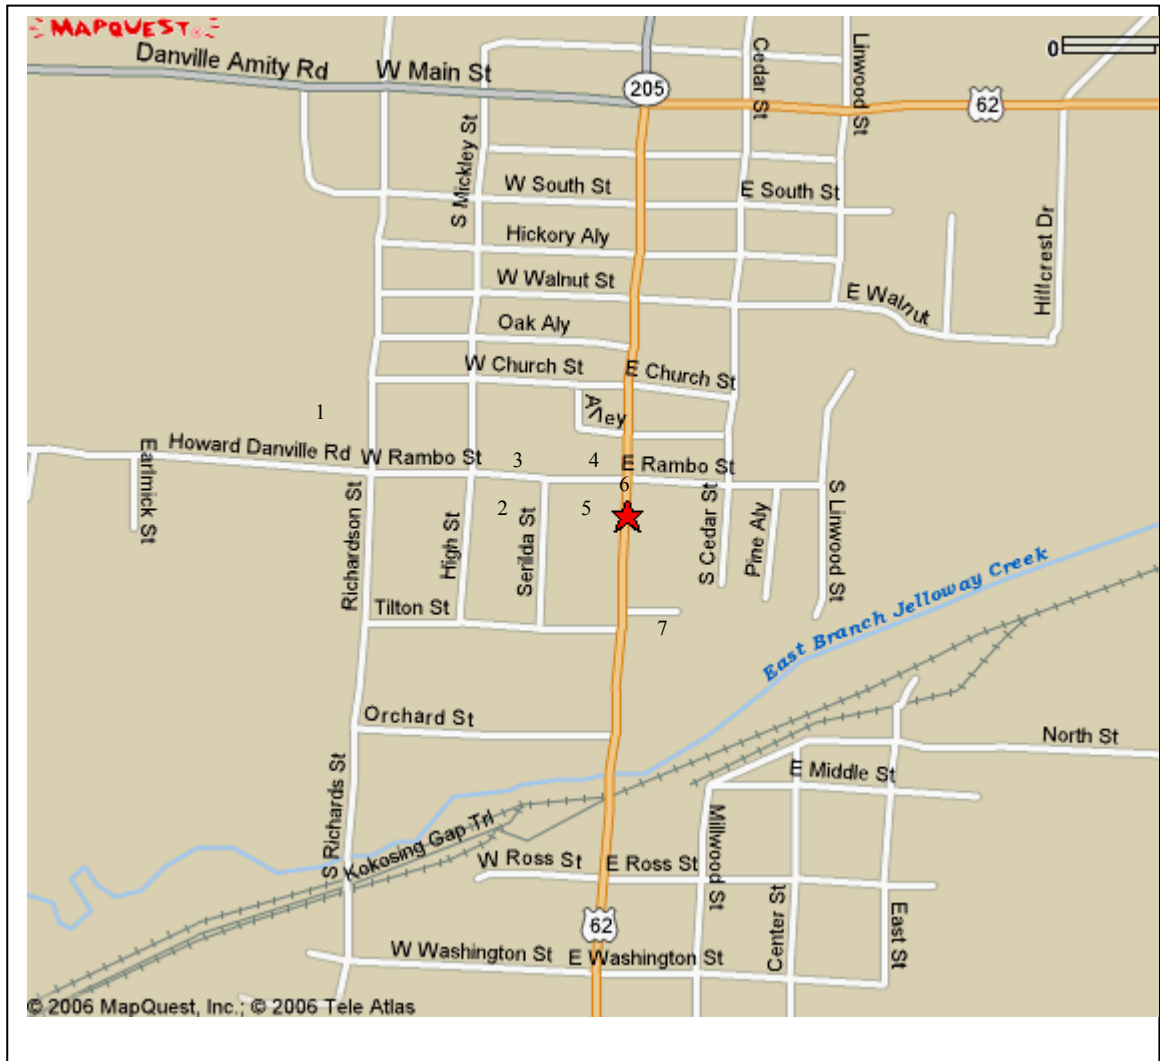 MAPQUEST
Danville Amity Rd
W Main St
205
Cedar St
Linwood St
0
62
S Mickley St
W South St
E South St
Hickory Aly
Hillcrest Dr
W Walnut St
E Walnut
Oak Aly
W Church St
E Church St
Alley
1
Earlmick St
Howard Danville Rd
W Rambo St
3
4
E Rambo St
6
2
5
Richardson St
High St
Serilda St
S Cedar St
Pine Aly
S Linwood St
Tilton St
7
East Branch Jelloway Creek
Orchard St
North St
E Middle St
S Richards St
Kokosing Gap Trl
Millwood St
W Ross St
E Ross St
Center St
East St
62
W Washington St
E Washington St
© 2006 MapQuest, Inc.; © 2006 Tele Atlas